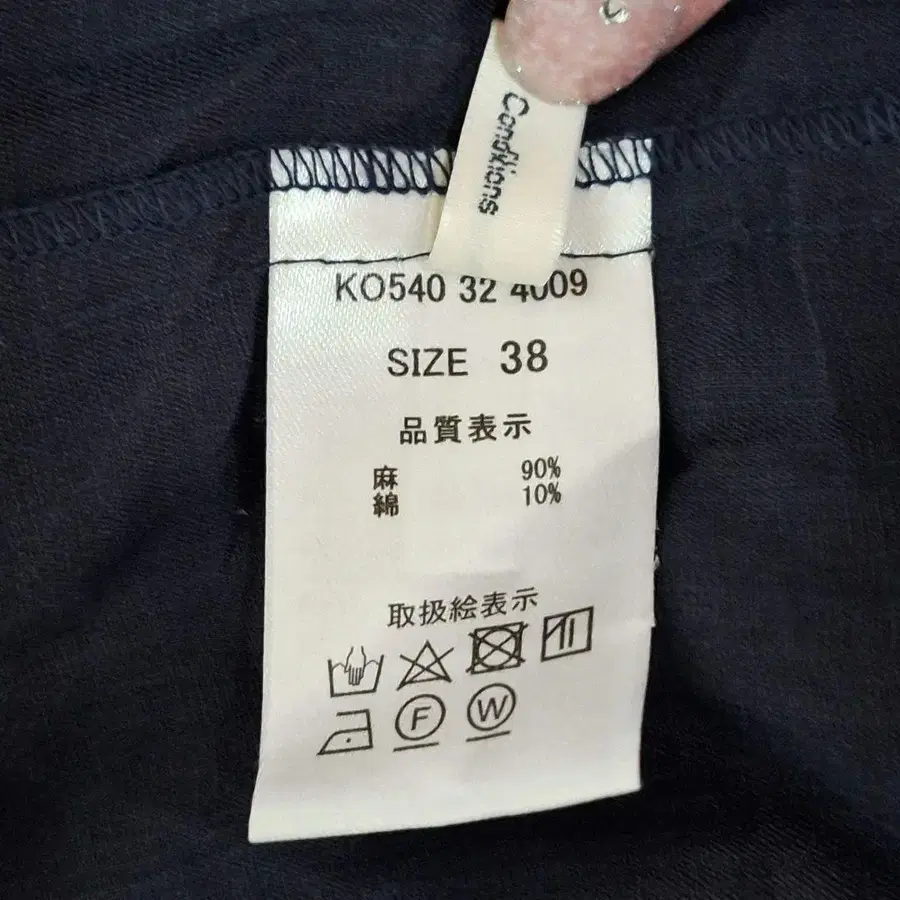 Conditions
KO540 32 4009
SIZE 38
品質表示
麻 90%
綿 10%
取扱絵表示
F W